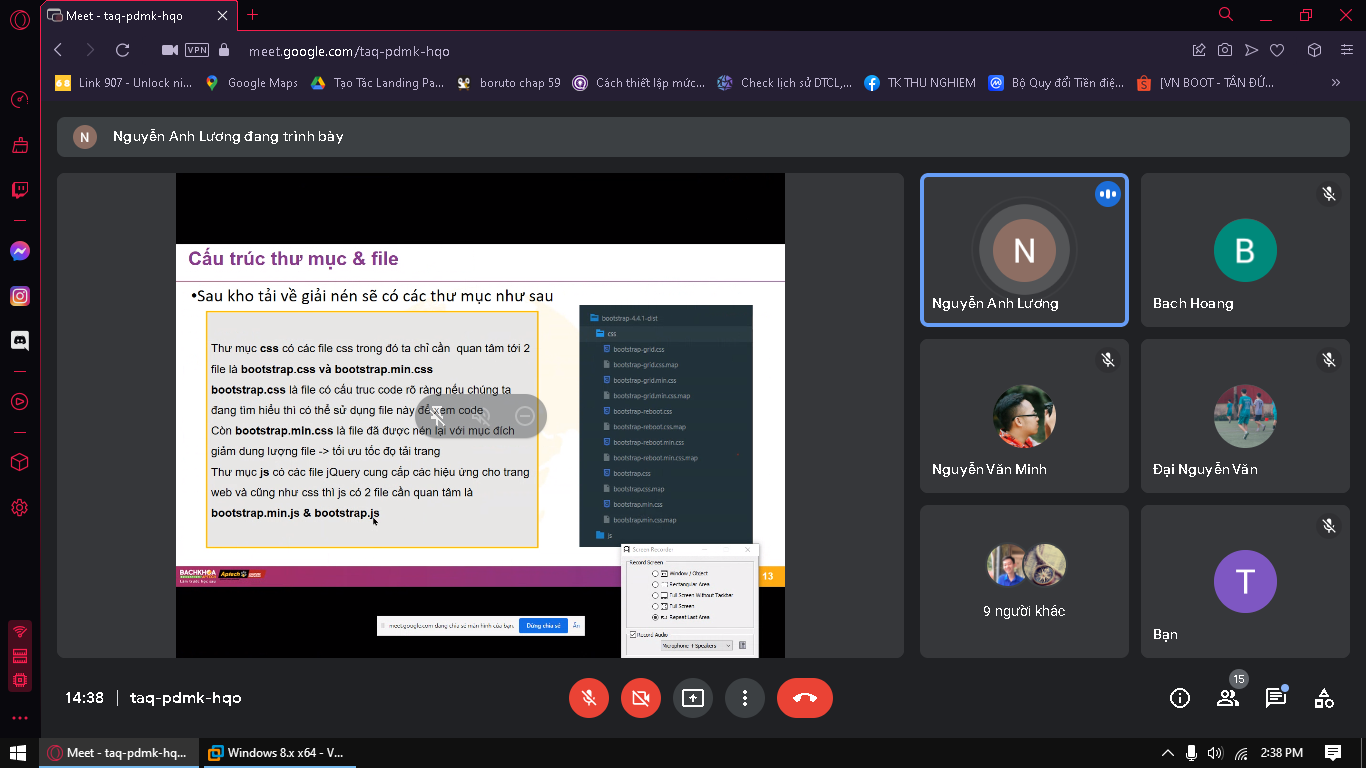 Meet - taq-pdmk-hqo
VPN
meet.google.com/taq-pdmk-hqo
Link 907 - Unlock ni...
Google Maps
Tạo Tác Landing Pa...
boruto chap 59
Cách thiết lập mức...
Check lịch sử DTCL,...
TK THU NGHIEM
Bộ Quy đổi Tiền điệ...
[VN BOOT - TẢN ĐỨ...
N
Nguyễn Anh Lương đang trình bày
Cấu trúc thư mục & file
•Sau kho tải về giải nén sẽ có các thư mục như sau
Thư mục css có các file css trong đó ta chỉ cần quan tâm tới 2
file là bootstrap.css và bootstrap.min.css
bootstrap.css là file có cấu truc code rõ ràng nếu chúng ta
đang tìm hiểu thì có thể sử dụng file này để xem code
Còn bootstrap.min.css là file đã được nén lại với mục đích
giảm dung lượng file -> tối ưu tốc đọ tải trang
Thư mục js có các file jQuery cung cấp các hiệu ứng cho trang
web và cũng như css thì js có 2 file cần quan tâm là
bootstrap.min.js & bootstrap.js
bootstrap-4.4.1-dist
css
bootstrap-grid.css
bootstrap-grid.css.map
bootstrap-grid.min.css
bootstrap-grid.min.css.map
bootstrap-reboot.css
bootstrap-reboot.css.map
bootstrap-reboot.min.css
bootstrap-reboot.min.css.map
bootstrap.css
bootstrap.css.map
bootstrap.min.css
bootstrap.min.css.map
js
BACHKHOA
Aptech
13
Screen Recorder
Record Screen
Window / Object
Rectangular Area
Full Screen Without Taskbar
Full Screen
Repeat Last Area
Record Audio
Microphone + Speakers
meet.google.com đang chia sẻ màn hình của bạn.
Dừng chia sẻ
Ẩn
N
Nguyễn Anh Lương
B
Bach Hoang
Nguyễn Văn Minh
Đại Nguyễn Văn
9 người khác
T
Bạn
14:38
taq-pdmk-hqo
15
Meet - taq-pdmk-hq...
Windows 8.x x64 - V...
2:38 PM